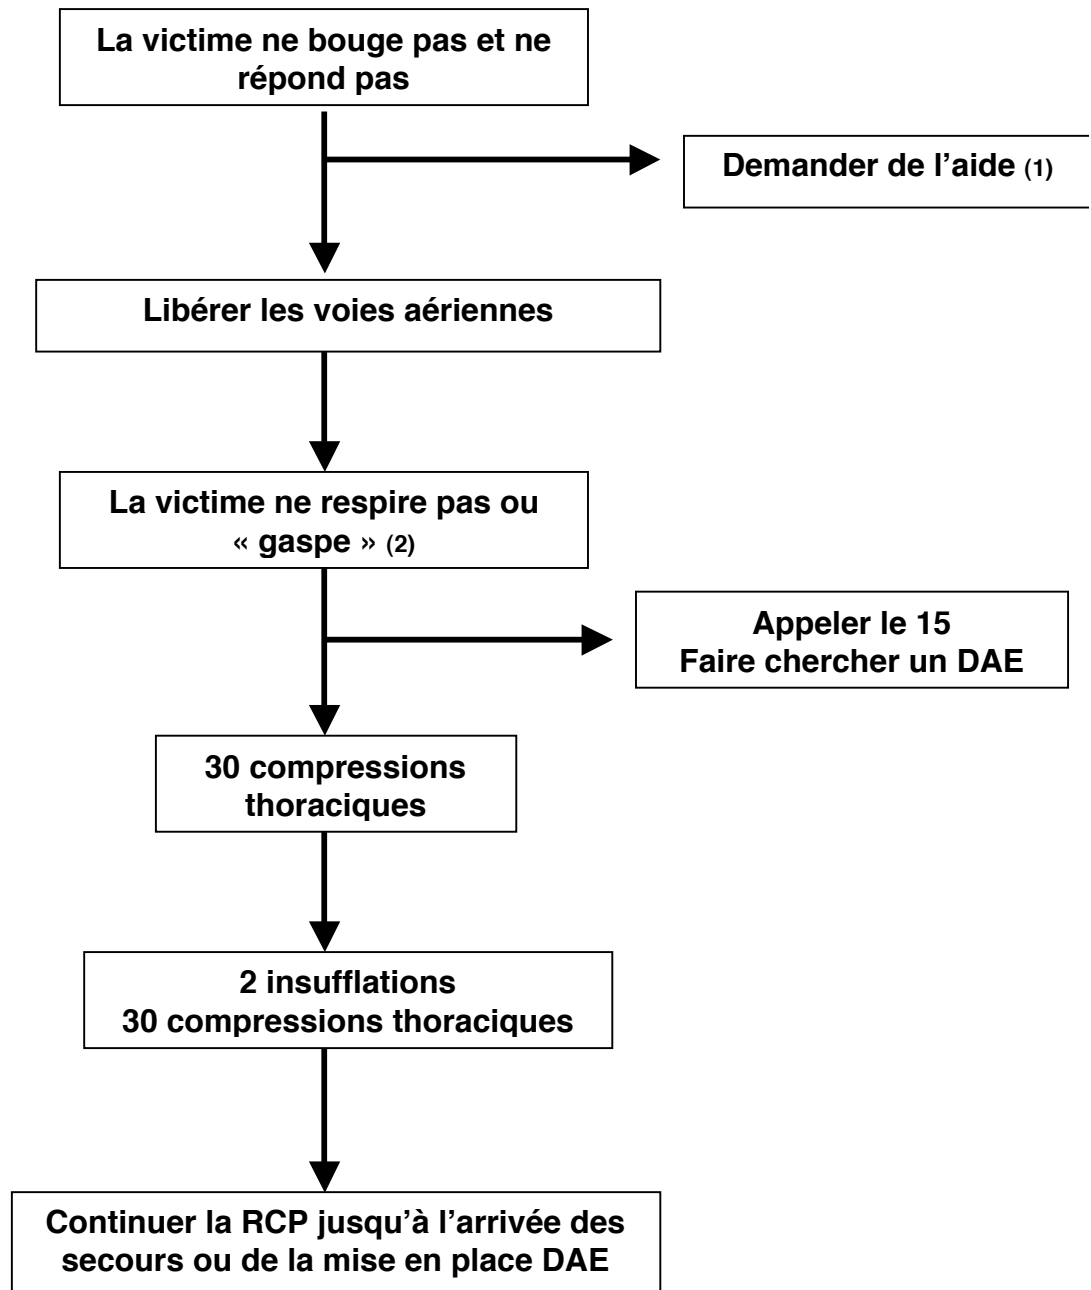 La victime ne bouge pas et ne
répond pas
Demander de l’aide (1)
Libérer les voies aériennes
La victime ne respire pas ou
« gaspe » (2)
Appeler le 15
Faire chercher un DAE
30 compressions
thoraciques
2 insufflations
30 compressions thoraciques
Continuer la RCP jusqu’à l’arrivée des
secours ou de la mise en place DAE